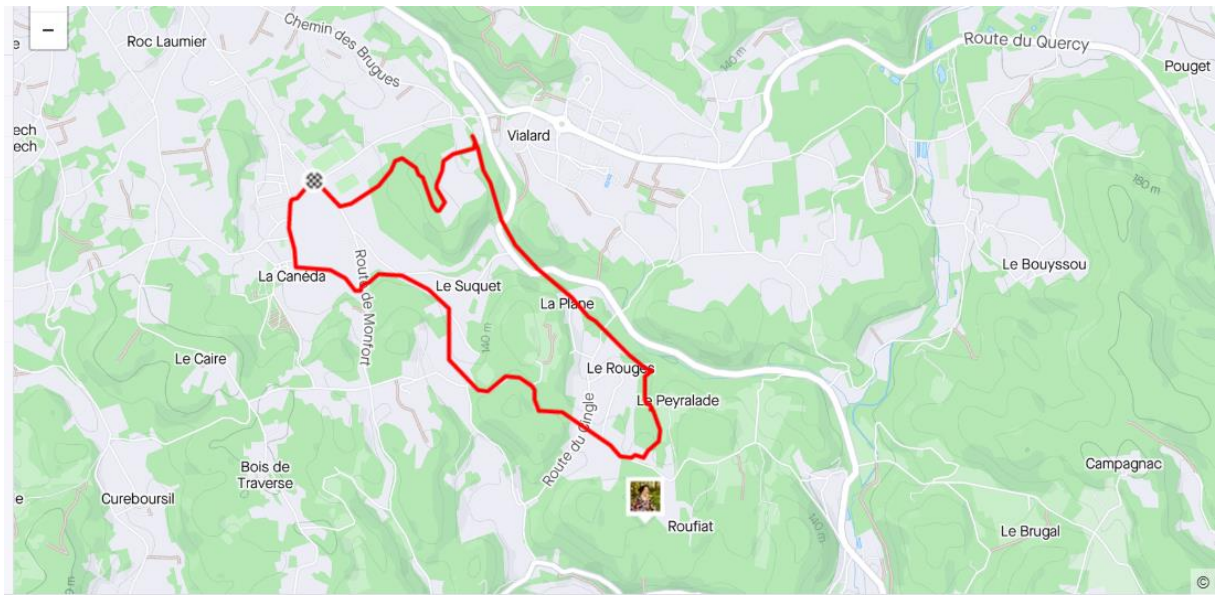 −
Roc Laumier
Chemin des Brugues
Route du Quercy
Pouget
ech
ech
Vialard
140 m
180 m
La Canéda
Route de Monfort
Le Suquet
Le Bouyssou
La Plane
140 m
Le Caire
Le Rouges
Le Peyralade
Route du Gingle
Bois de
Traverse
Campagnac
e
Cureboursil
Roufiat
140 m
Le Brugal
©